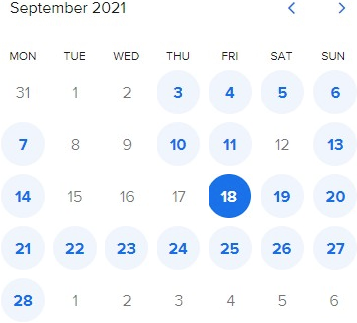 September 2021
MON TUE WED THU FRI SAT SUN
31 1 2 3 4 5 6
7 8 9 10 11 12 13
14 15 16 17 18 19 20
21 22 23 24 25 26 27
28 1 2 3 4 5 6